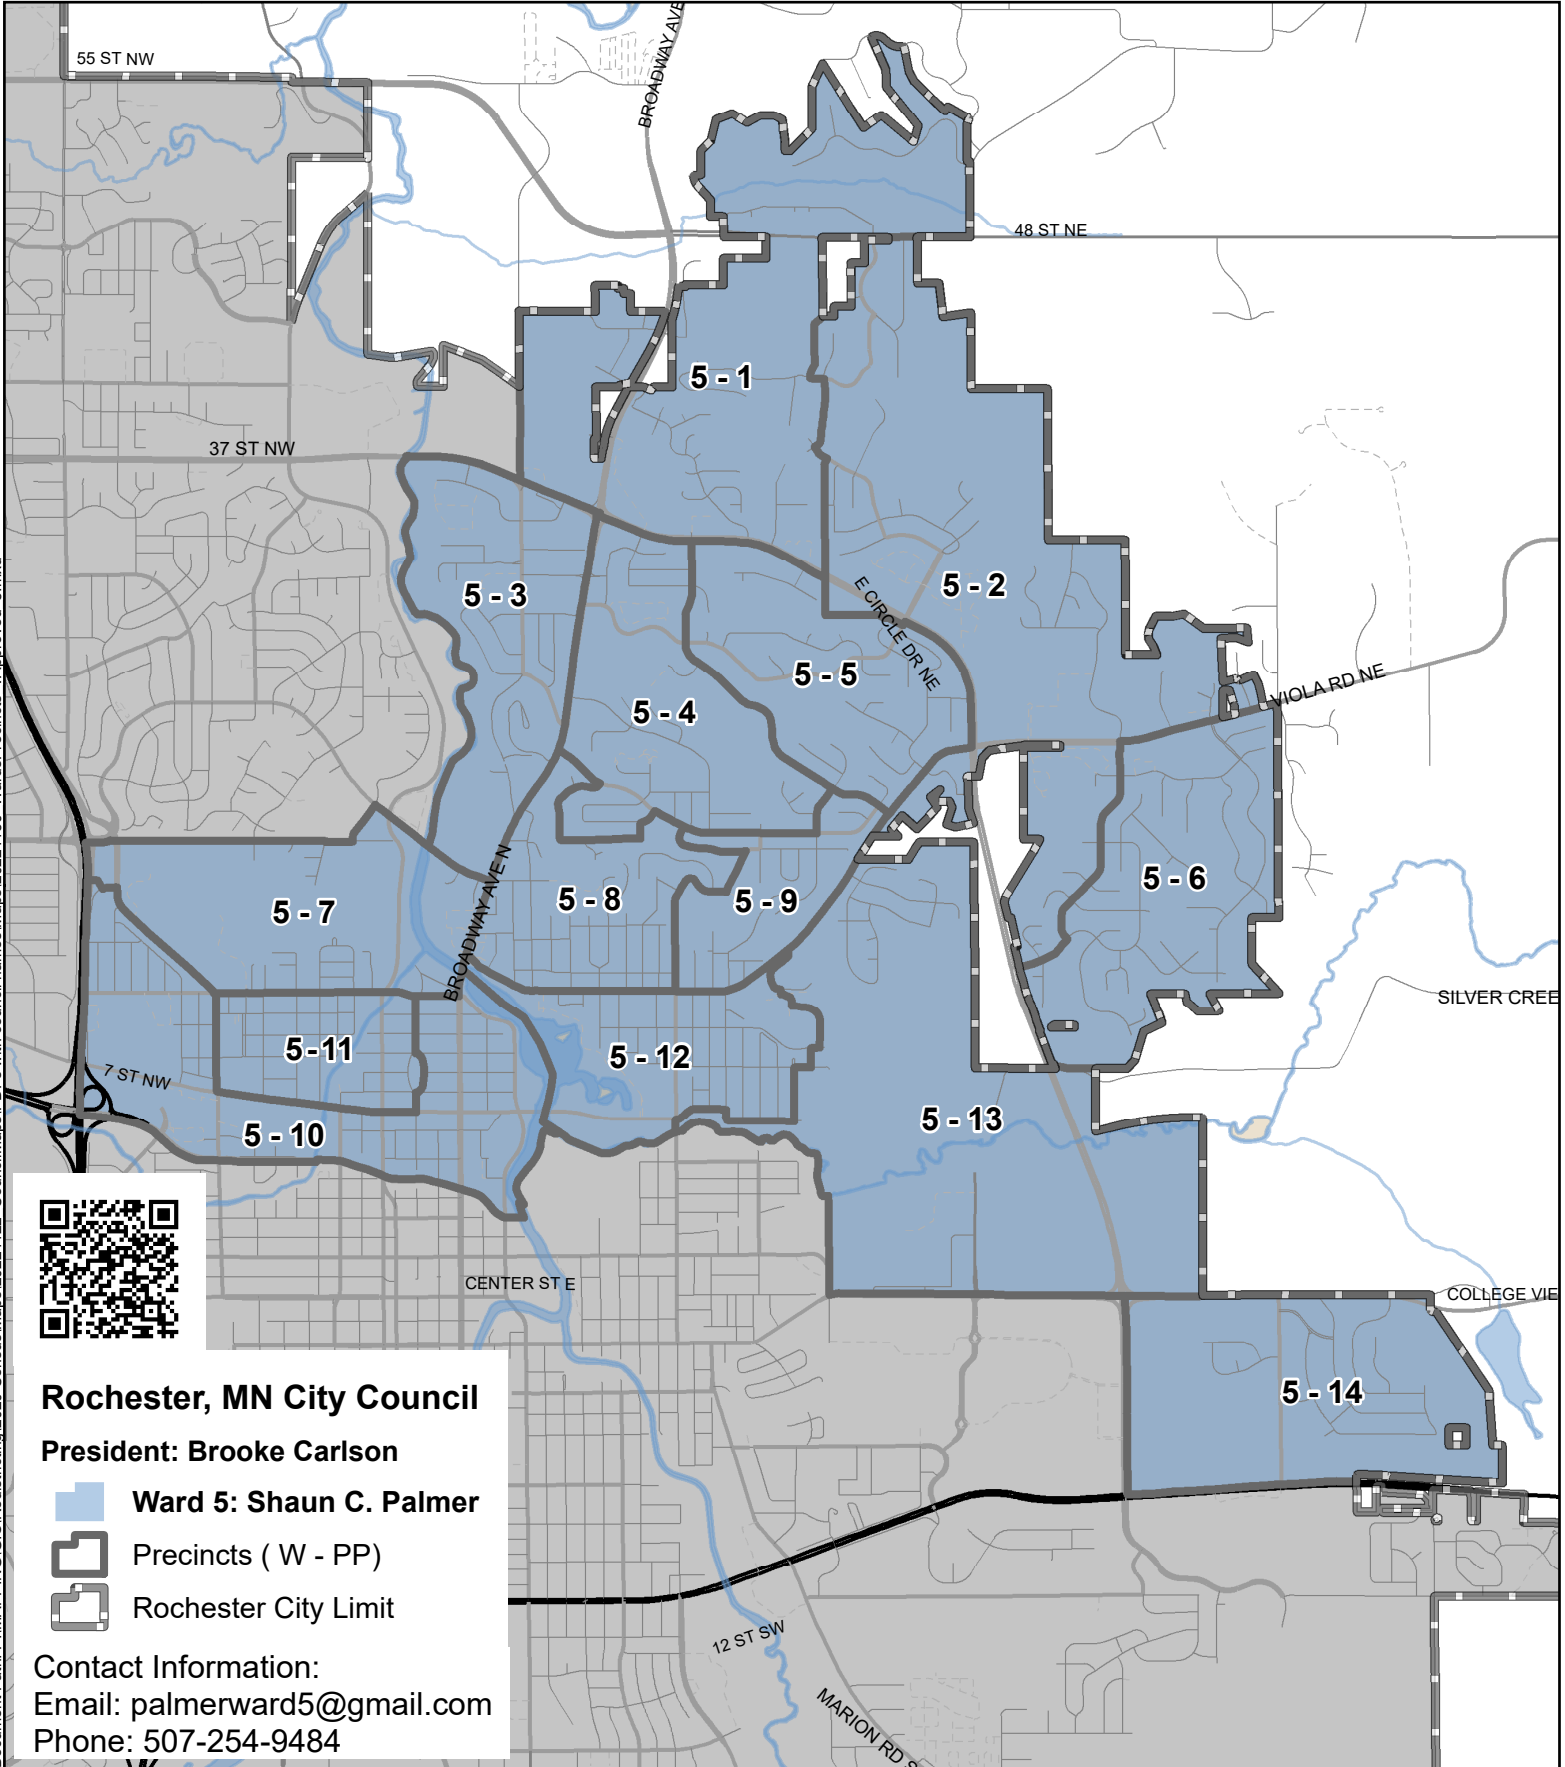 55 ST NW
BROADWAY AVE
48 ST NE
5 - 1
37 ST NW
5 - 3
5 - 2
E CIRCLE DR NE
5 - 5
VIOLA RD NE
5 - 4
5 - 6
5 - 7
5 - 8
5 - 9
BROADWAY AVE N
SILVER CREE
5 -11
5 - 12
7 ST NW
5 - 10
5 - 13
CENTER ST E
COLLEGE VIE
5 - 14
Rochester, MN City Council
President: Brooke Carlson
Ward 5: Shaun C. Palmer
Precincts ( W - PP)
Rochester City Limit
Contact Information:
Email: palmerward5@gmail.com
Phone: 507-254-9484
12 ST SW
MARION RD S